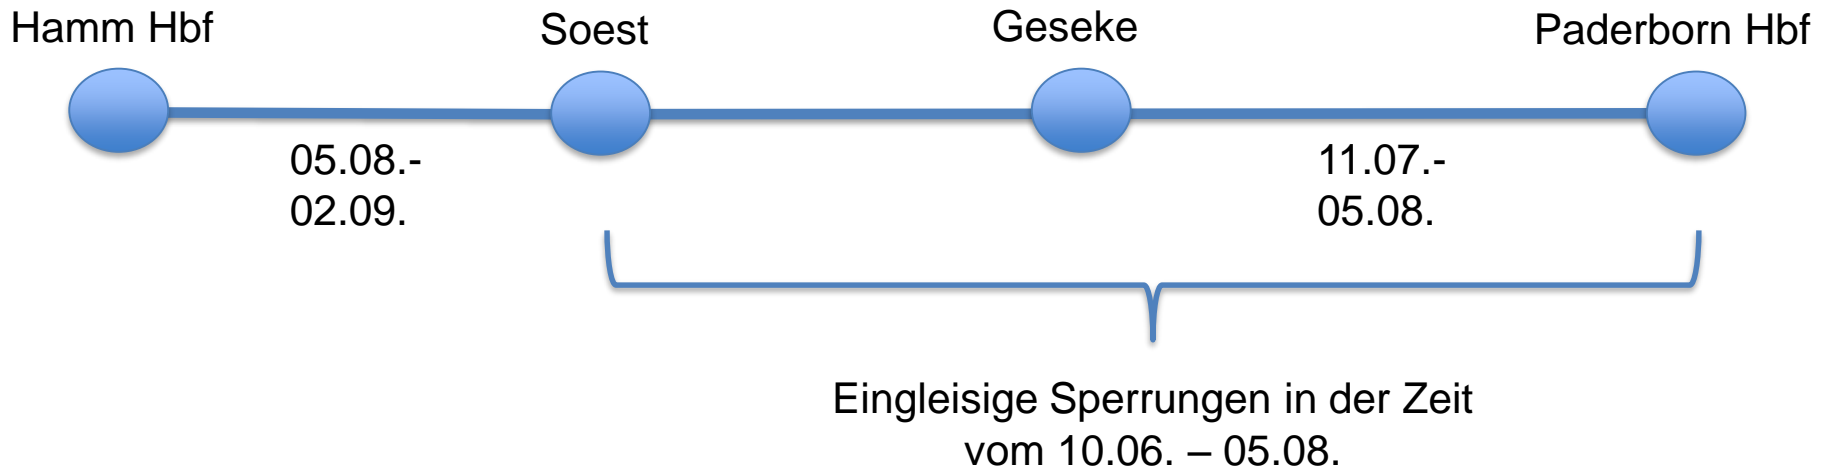 Hamm Hbf
Soest
Geseke
Paderborn Hbf
05.08.-
02.09.
11.07.-
05.08.
Eingleisige Sperrungen in der Zeit
vom 10.06. – 05.08.